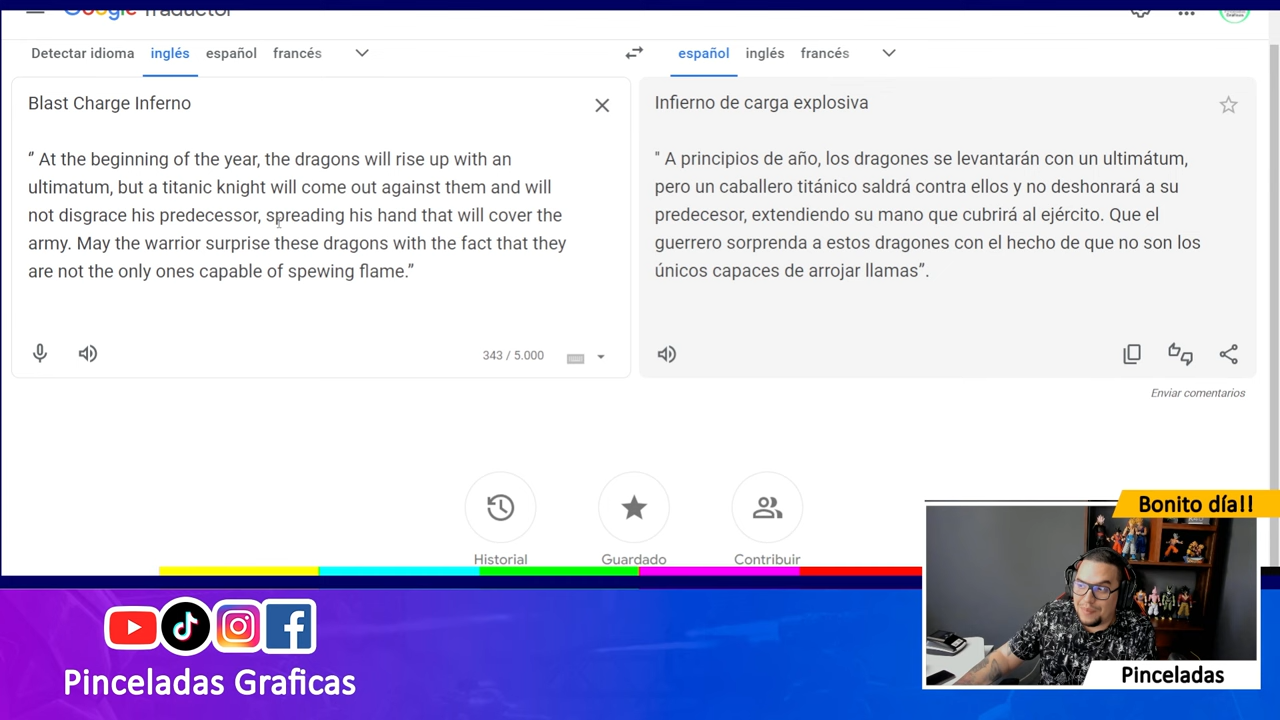 Google Traductor
Detectar idioma inglés español francés
español inglés francés
Blast Charge Inferno
“ At the beginning of the year, the dragons will rise up with an
ultimatum, but a titanic knight will come out against them and will
not disgrace his predecessor, spreading his hand that will cover the
army. May the warrior surprise these dragons with the fact that they
are not the only ones capable of spewing flame.”
343 / 5.000
Infierno de carga explosiva
" A principios de año, los dragones se levantarán con un ultimátum,
pero un caballero titánico saldrá contra ellos y no deshonrará a su
predecesor, extendiendo su mano que cubrirá al ejército. Que el
guerrero sorprenda a estos dragones con el hecho de que no son los
únicos capaces de arrojar llamas”.
Enviar comentarios
Historial Guardado Contribuir
Bonito día!!
Pinceladas
Pinceladas Graficas